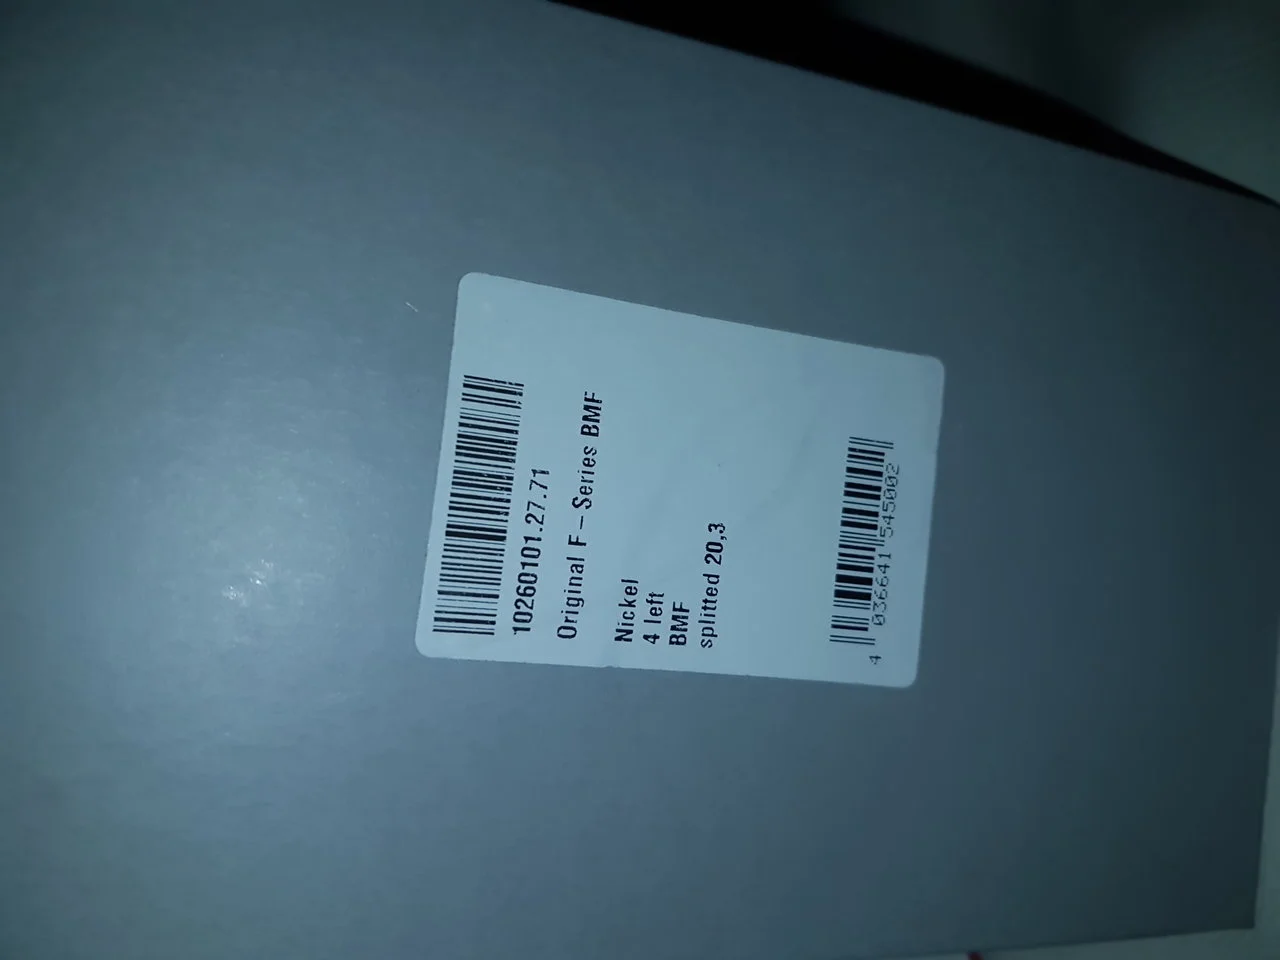 10260101.27.71
Original F – Series BMF
Nickel
4 left
BMF
splitted 20,3
4 036641 545002